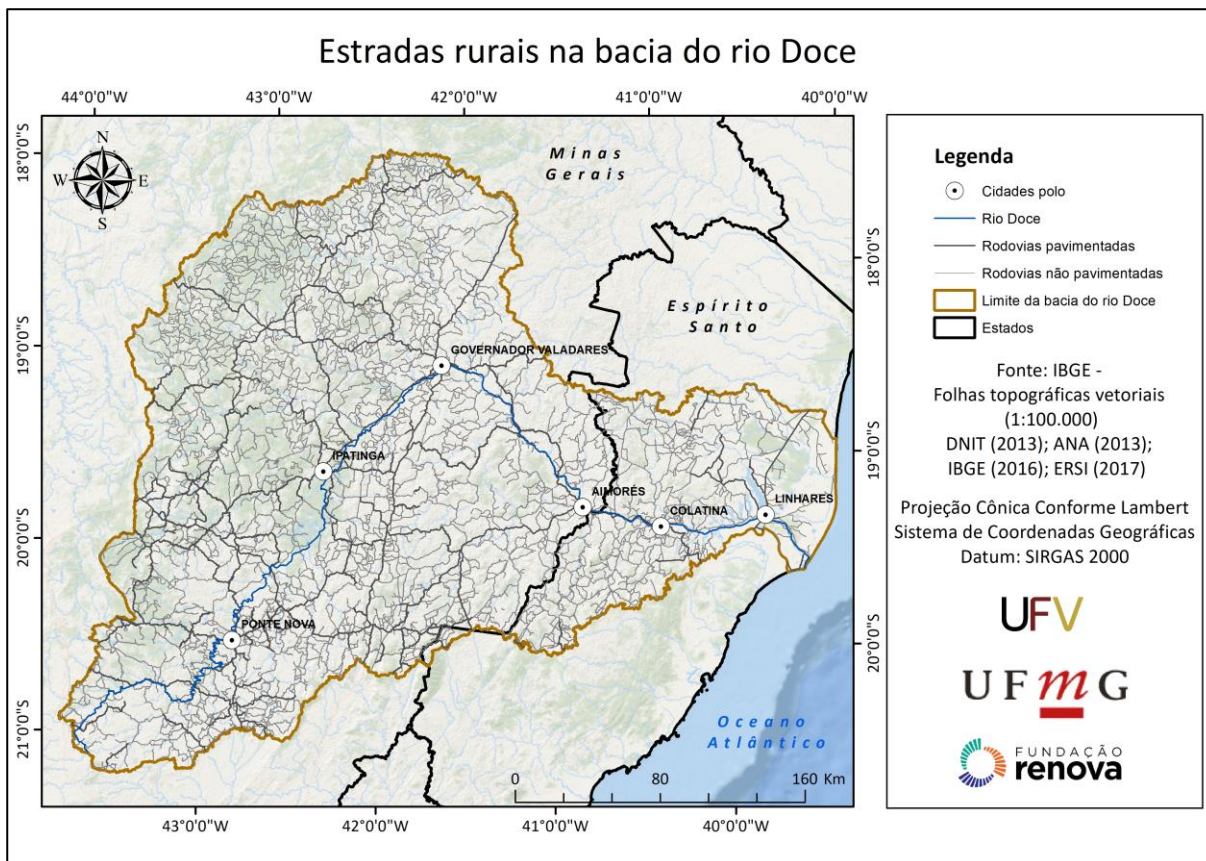 Estradas rurais na bacia do rio Doce
44°0'0"W
43°0'0"W
42°0'0"W
41°0'0"W
40°0'0"W
18°0'0"S
19°0'0"S
20°0'0"S
21°0'0"S
18°0'0"S
19°0'0"S
20°0'0"S
43°0'0"W
42°0'0"W
41°0'0"W
40°0'0"W
N
W
E
S
Minas
Gerais
Espírito
Santo
GOVERNADOR VALADARES
IPATINGA
AIMORÉS
COLATINA
LINHARES
PONTE NOVA
Oceano
Atlântico
0
80
160 Km
Legenda
Cidades polo
Rio Doce
Rodovias pavimentadas
Rodovias não pavimentadas
Limite da bacia do rio Doce
Estados
Fonte: IBGE -
Folhas topográficas vetoriais
(1:100.000)
DNIT (2013); ANA (2013);
IBGE (2016); ERSI (2017)
Projeção Cônica Conforme Lambert
Sistema de Coordenadas Geográficas
Datum: SIRGAS 2000
UFV
UFmG
FUNDAÇÃO
renova